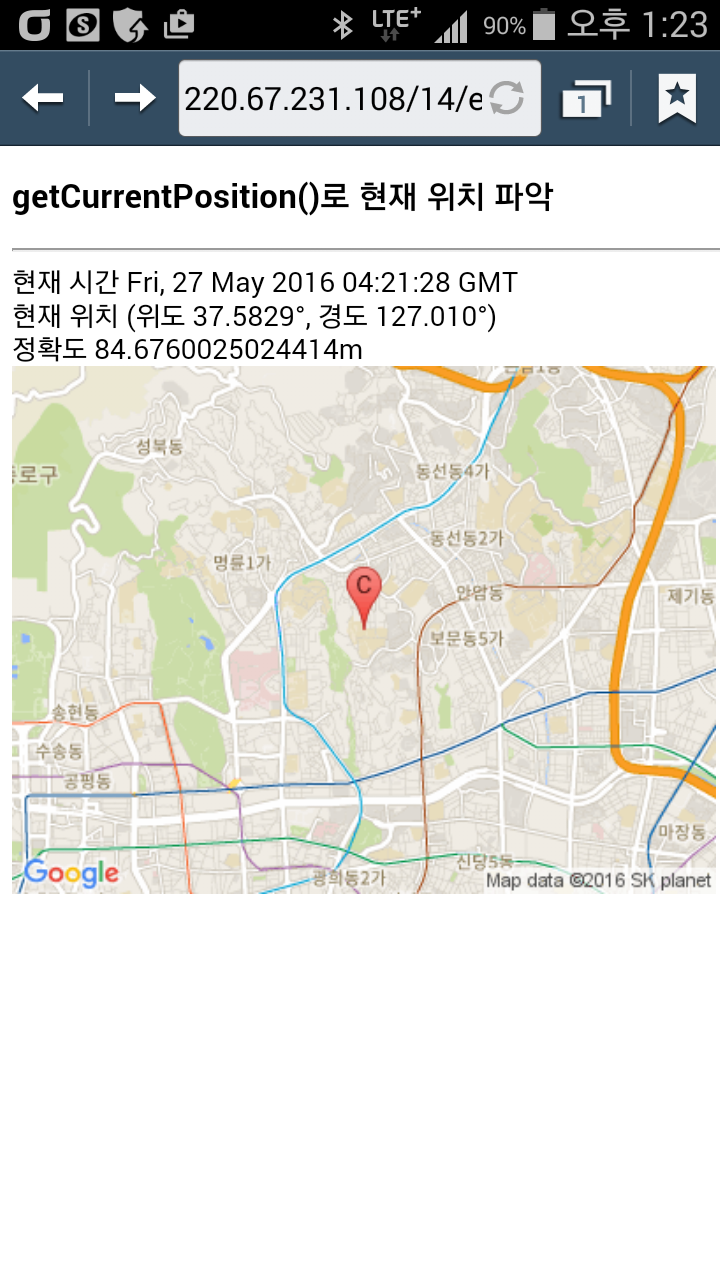 LTE+ 90% 오후 1:23
220.67.231.108/14/e
1
getCurrentPosition()로 현재 위치 파악
현재 시간 Fri, 27 May 2016 04:21:28 GMT
현재 위치 (위도 37.5829°, 경도 127.010°)
정확도 84.6760025024414m
성북동
동선동4가
종로구
동선동2가
명륜1가
C
안암동
제기동
보문동5가
송현동
수송동
공평동
마장동
신당5동
Google
광희동2가
Map data ©2016 SK planet